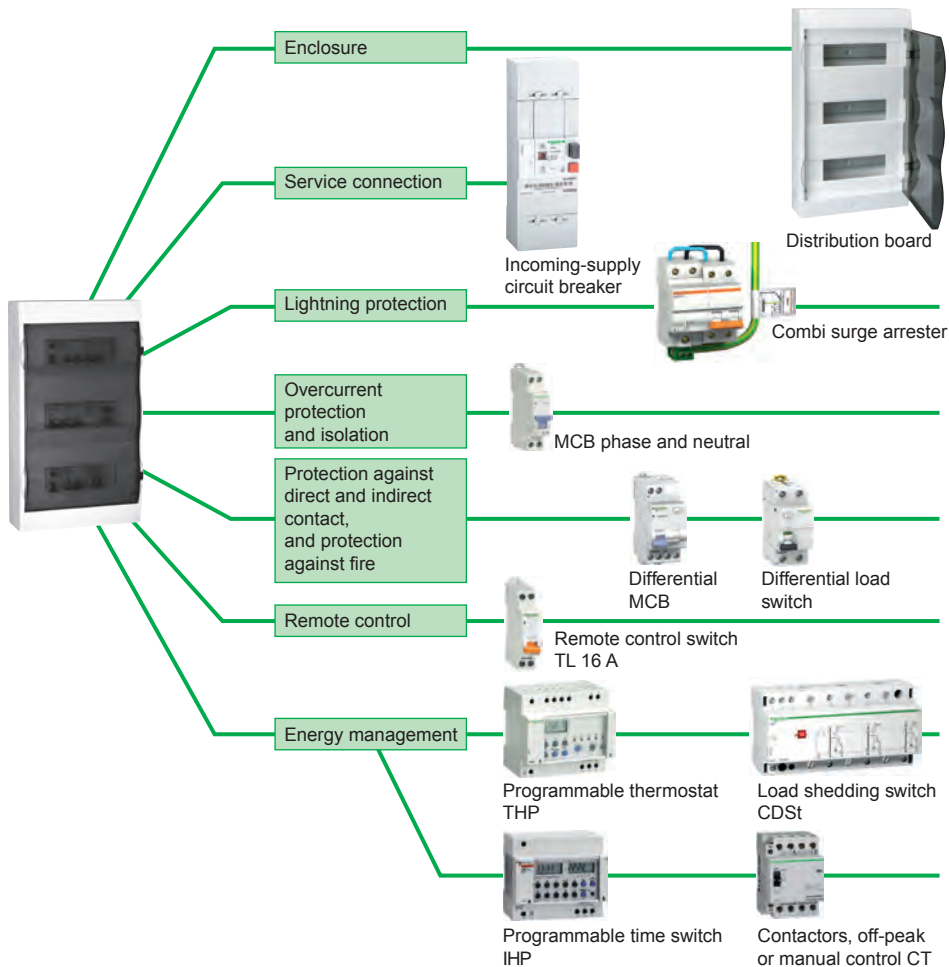 Enclosure
Service connection
Distribution board
Incoming-supply
circuit breaker
Lightning protection
Combi surge arrester
Overcurrent
protection
and isolation
MCB phase and neutral
Protection against
direct and indirect
contact,
and protection
against fire
Differential
MCB
Differential load
switch
Remote control
Remote control switch
TL 16 A
Energy management
Programmable thermostat
THP
Load shedding switch
CDSt
Programmable time switch
IHP
Contactors, off-peak
or manual control CT